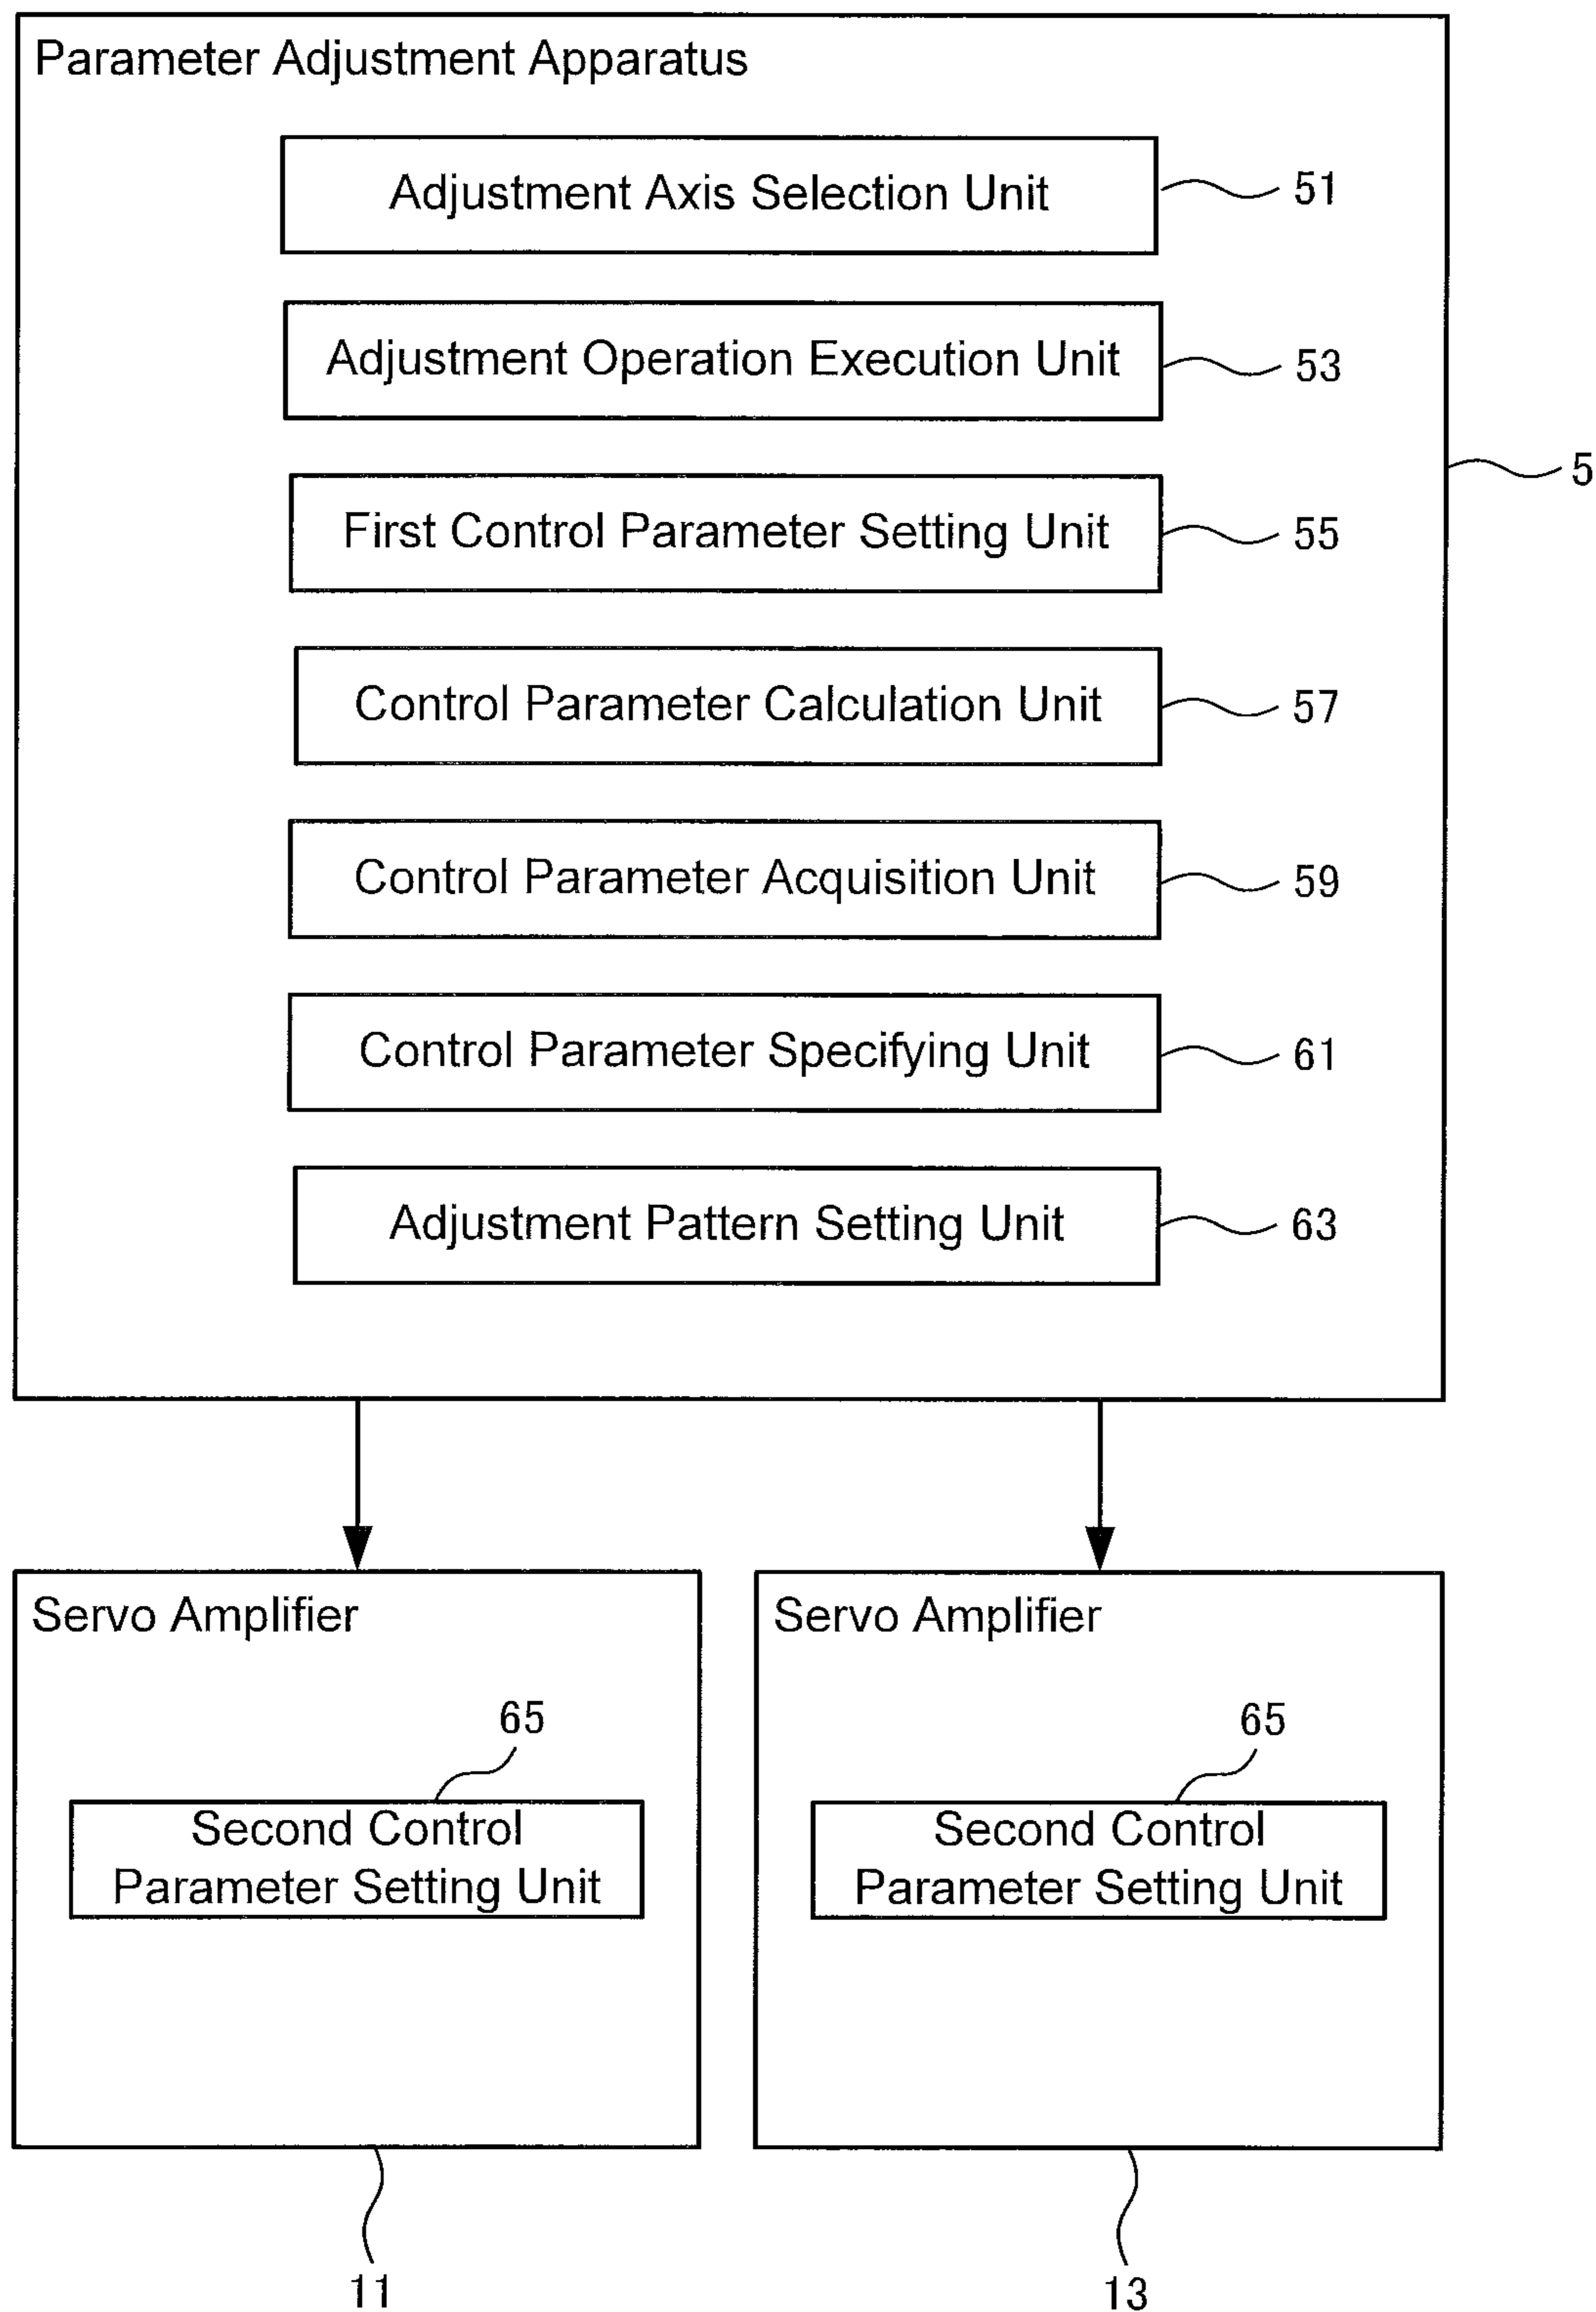 Parameter Adjustment Apparatus
Adjustment Axis Selection Unit
51
Adjustment Operation Execution Unit
53
5
First Control Parameter Setting Unit
55
Control Parameter Calculation Unit
57
Control Parameter Acquisition Unit
59
Control Parameter Specifying Unit
61
Adjustment Pattern Setting Unit
63
Servo Amplifier
65
Second Control
Parameter Setting Unit
11
Servo Amplifier
65
Second Control
Parameter Setting Unit
13